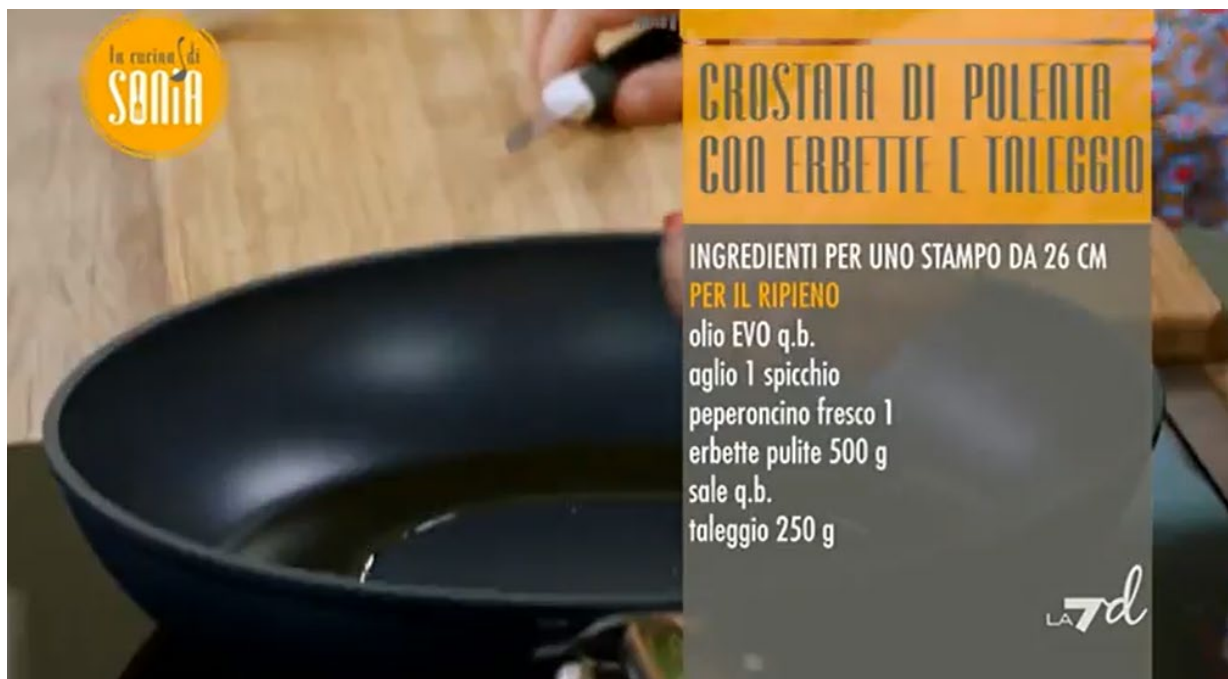 la cucina di
SONIA
CROSTATA DI POLENTA
CON ERBETTE E TALEGGIO
INGREDIENTI PER UNO STAMPO DA 26 CM
PER IL RIPIENO
olio EVO q.b.
aglio 1 spicchio
peperoncino fresco 1
erbette pulite 500 g
sale q.b.
taleggio 250 g
LA7d